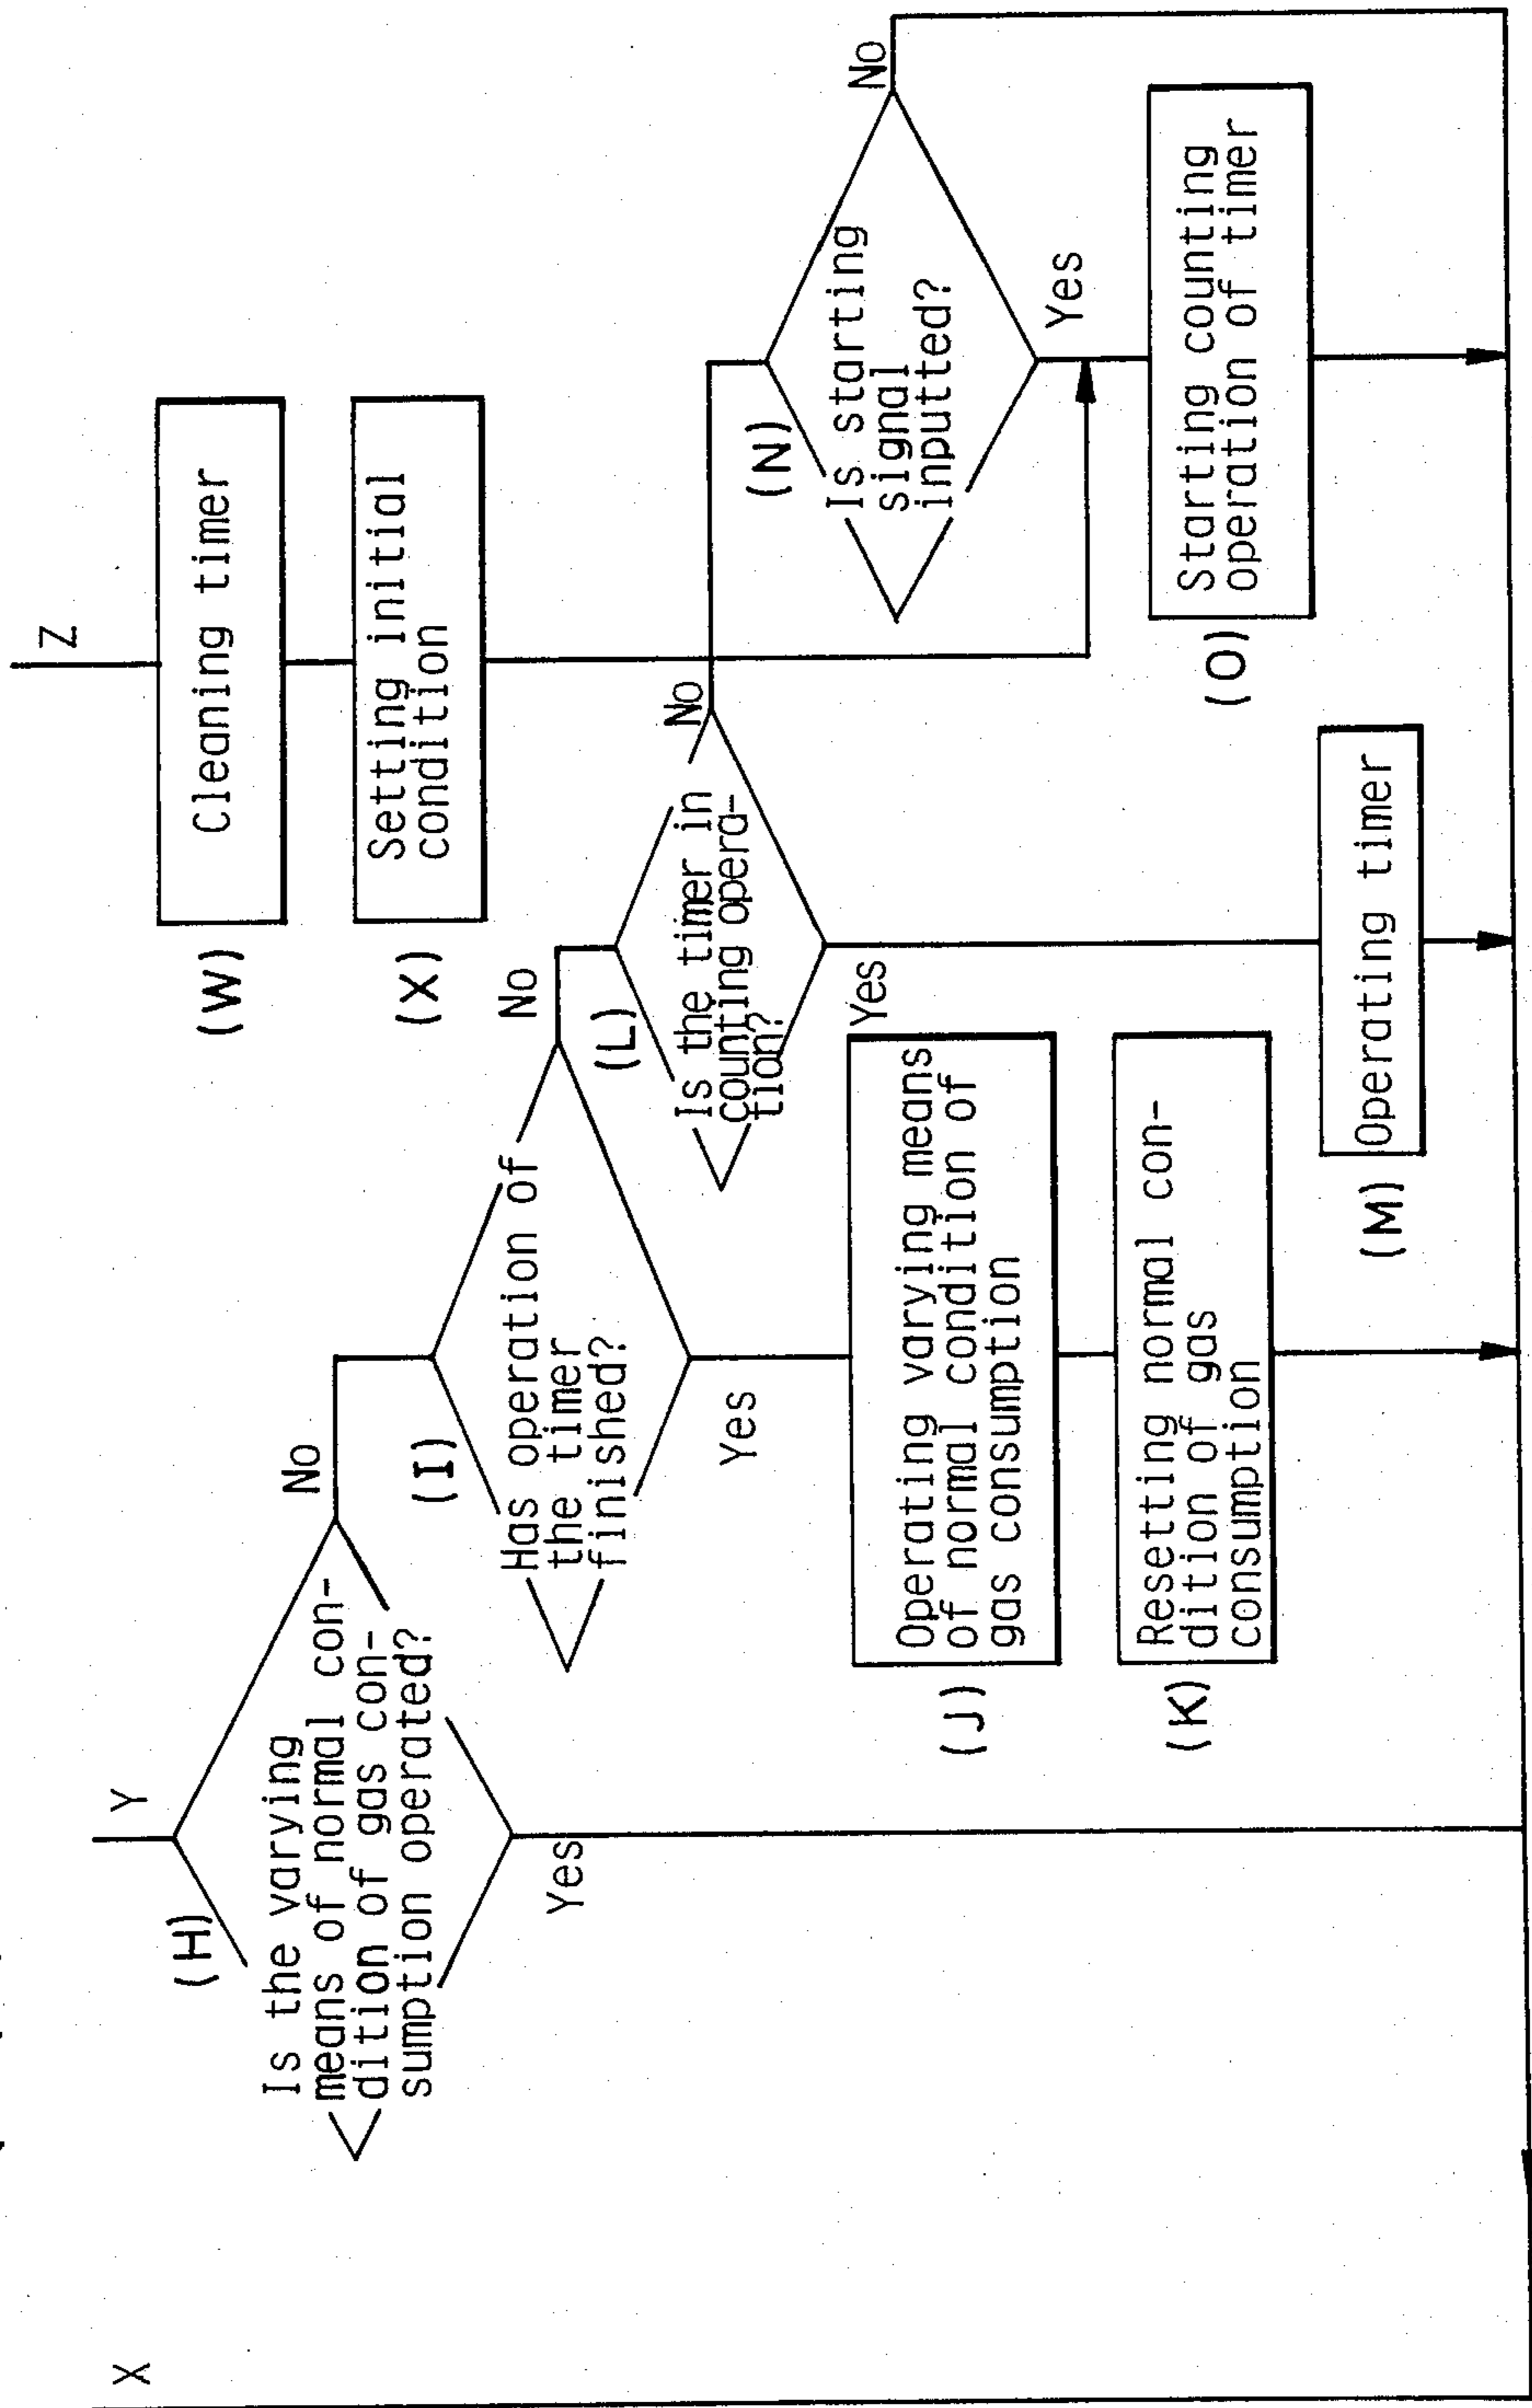 X
Y
Z
(H)
Is the varying
means of normal con-
dition of gas con-
sumption operated?
No
Yes
(I)
Has operation of
the timer
finished?
No
Yes
(J)
Operating varying means
of normal condition of
gas consumption
(K)
Resetting normal con-
dition of gas
consumption
(L)
Is the timer in
counting opera-
tion?
No
Yes
(M)
Operating timer
(W)
Cleaning timer
(X)
Setting initial
condition
(N)
Is starting
signal
inputted?
No
Yes
(O)
Starting counting
operation of timer